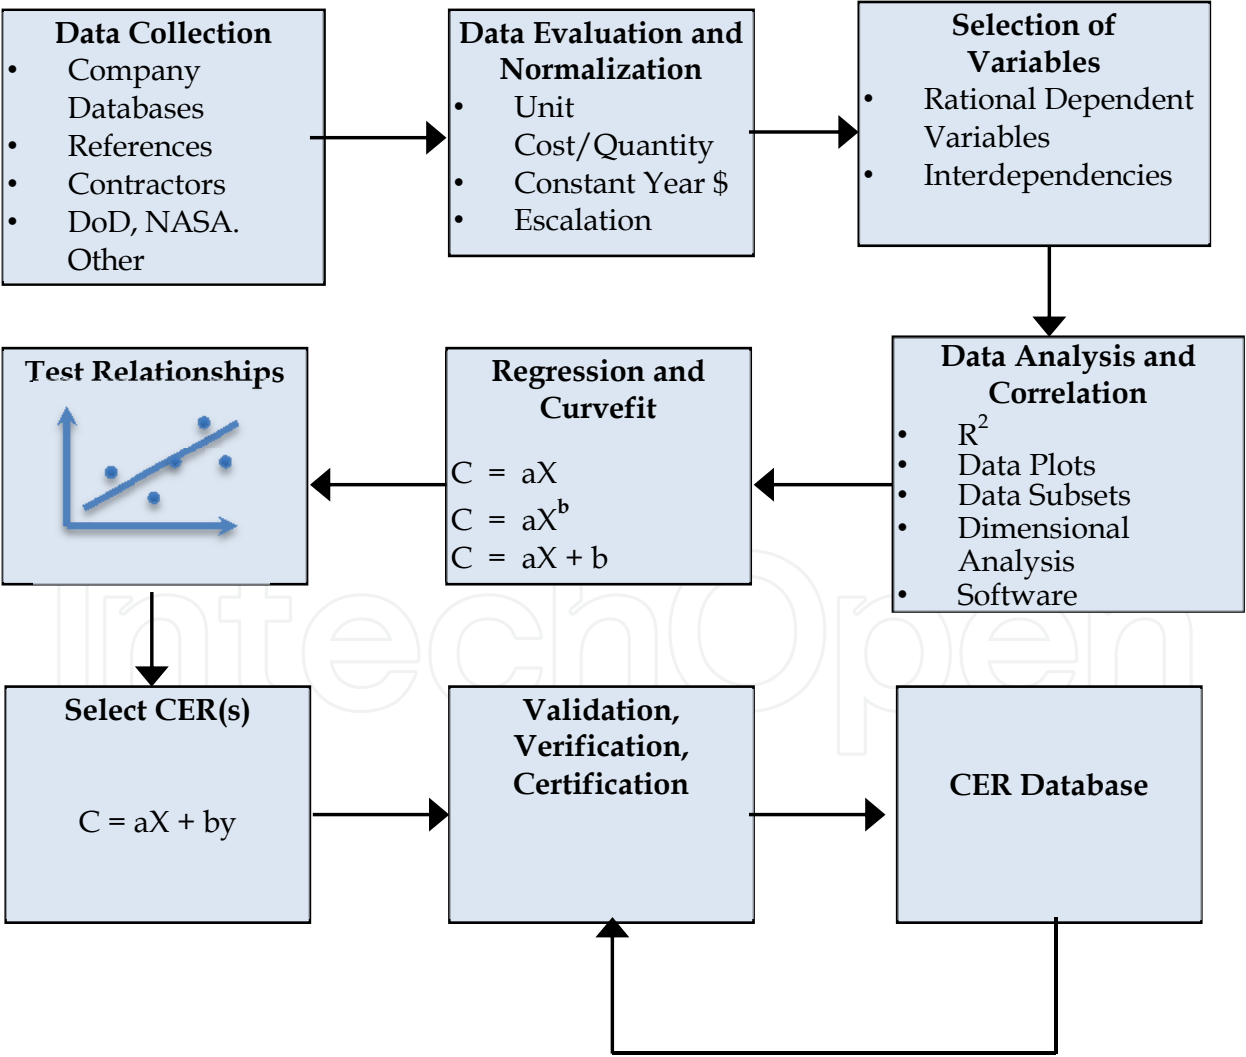 Data Collection
• Company
Databases
• References
• Contractors
• DoD, NASA.
Other
Data Evaluation and
Normalization
• Unit
Cost/Quantity
• Constant Year $
• Escalation
Selection of
Variables
• Rational Dependent
Variables
• Interdependencies
Data Analysis and
Correlation
• R²
• Data Plots
• Data Subsets
• Dimensional
Analysis
• Software
Regression and
Curvefit
C = aX
C = aXᵇ
C = aX + b
Test Relationships
Select CER(s)
C = aX + by
Validation,
Verification,
Certification
CER Database
IntechOpen